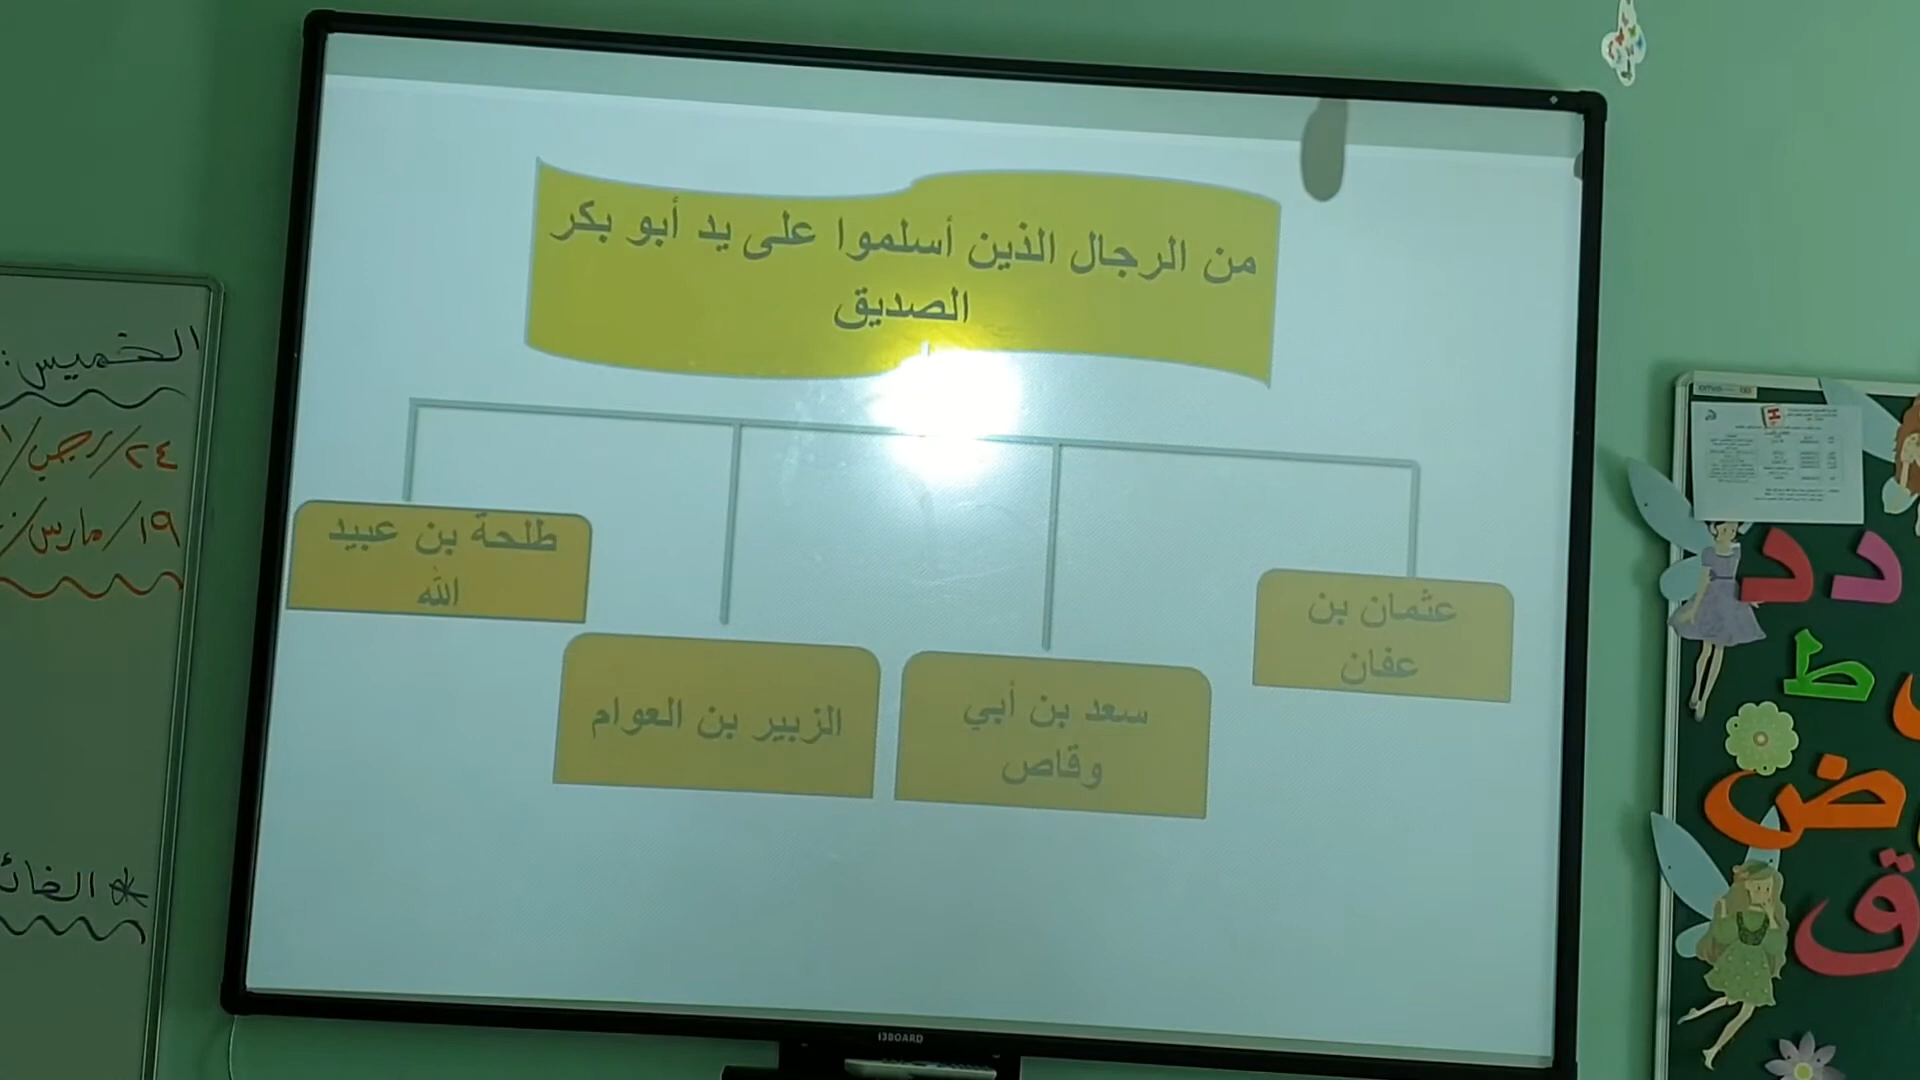 من الرجال الذين أسلموا على يد أبو بكر
الصديق
عثمان بن
عفان
سعد بن أبي
وقاص
الزبير بن العوام
طلحة بن عبيد
الله
الخميس:
٢٤/رجب/
١٩/مارس/
* الغائ
د د
ط
ض
ق
i3BOARD